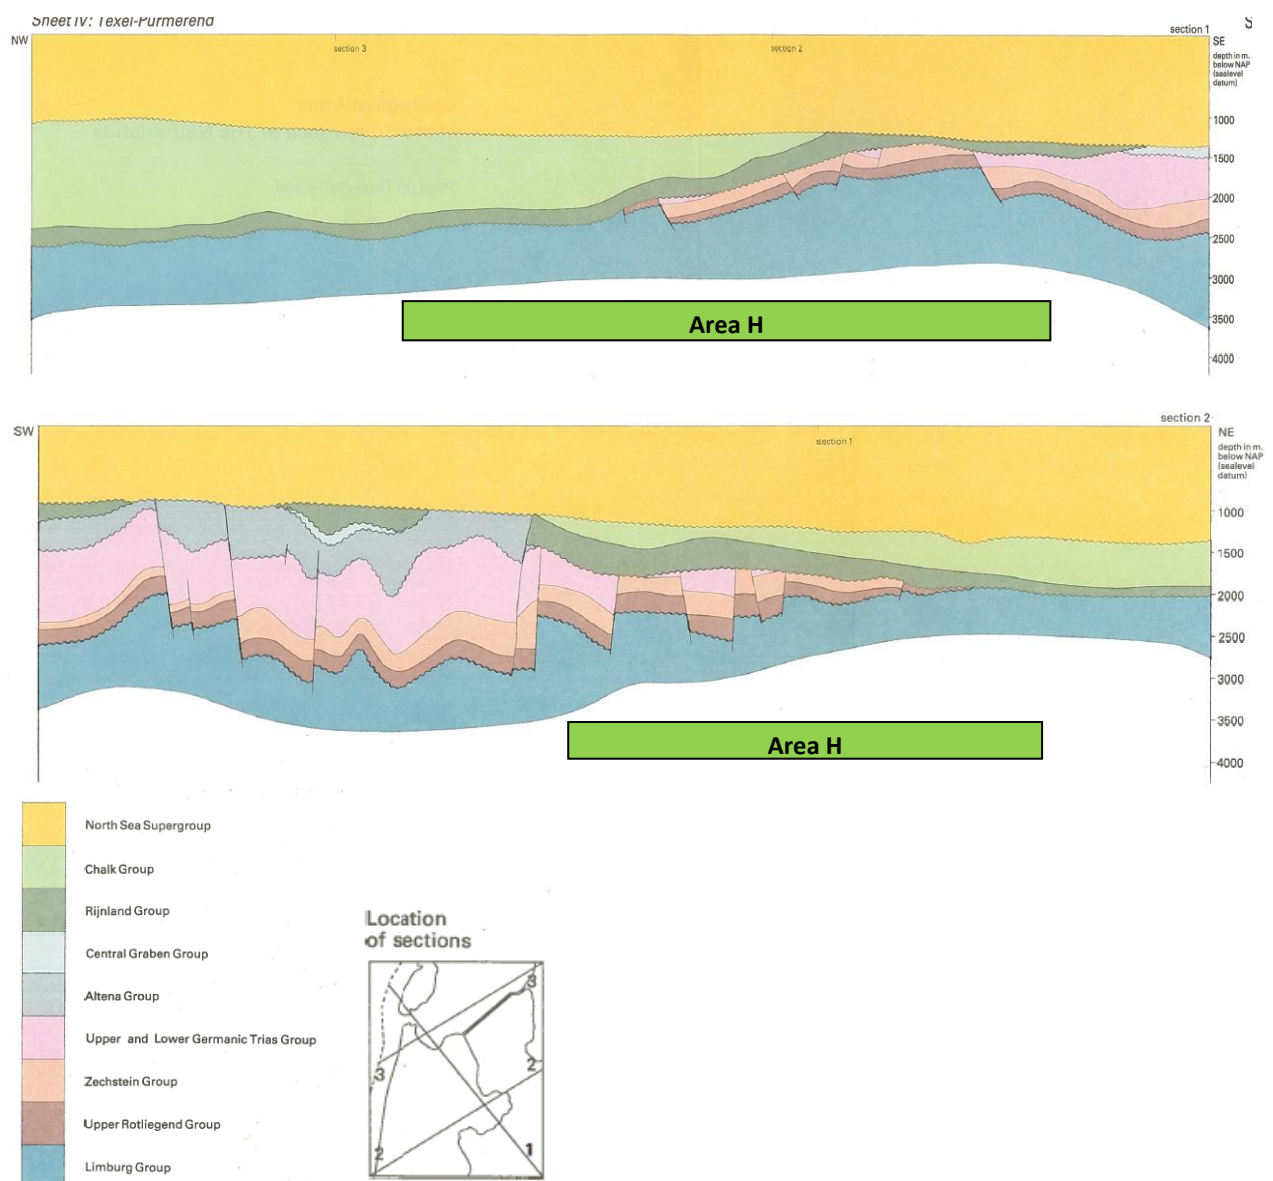 Sheet IV: Texel-Purmerend
section 1
NW
section 3
section 2
SE
depth in m.
below NAP
(sealevel
datum)
1000
1500
2000
2500
3000
3500
4000
Area H
section 2
SW
section 1
NE
depth in m.
below NAP
(sealevel
datum)
1000
1500
2000
2500
3000
3500
4000
Area H
North Sea Supergroup
Chalk Group
Rijnland Group
Central Graben Group
Altena Group
Upper and Lower Germanic Trias Group
Zechstein Group
Upper Rotliegend Group
Limburg Group
Location
of sections
3
3
2
2
1